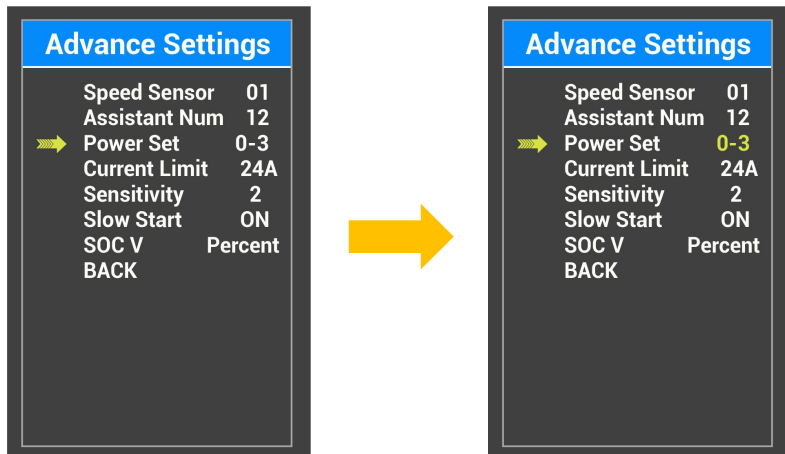 Advance Settings
Speed Sensor 01
Assistant Num 12
Power Set 0-3
Current Limit 24A
Sensitivity 2
Slow Start ON
SOC V Percent
BACK
Advance Settings
Speed Sensor 01
Assistant Num 12
Power Set 0-3
Current Limit 24A
Sensitivity 2
Slow Start ON
SOC V Percent
BACK